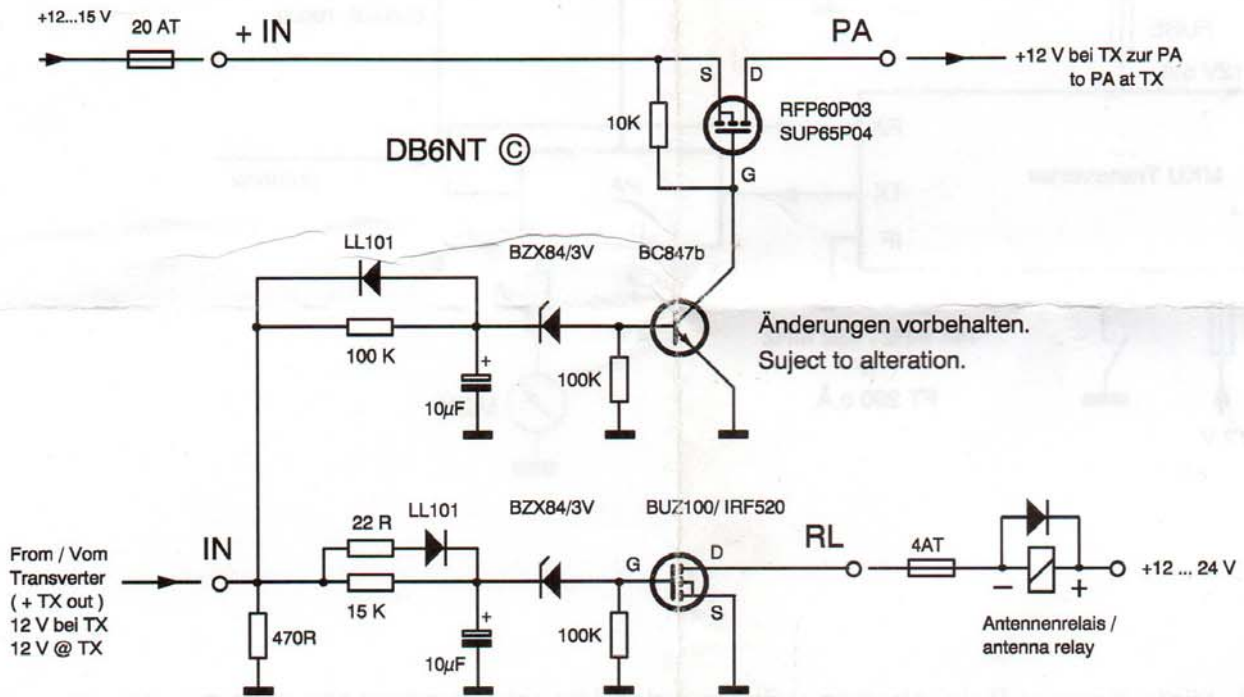 +12...15 V
20 AT
+ IN
PA
+12 V bei TX zur PA
to PA at TX
S
D
10K
RFP60P03
SUP65P04
DB6NT ©
G
LL101
BZX84/3V
BC847b
100 K
+
10µF
100K
Änderungen vorbehalten.
Suject to alteration.
From / Vom
Transverter
( + TX out )
12 V bei TX
12 V @ TX
IN
22 R
LL101
BZX84/3V
BUZ100/ IRF520
15 K
470R
+
10µF
100K
G
D
S
RL
4AT
−
+
+12 ... 24 V
Antennenrelais /
antenna relay